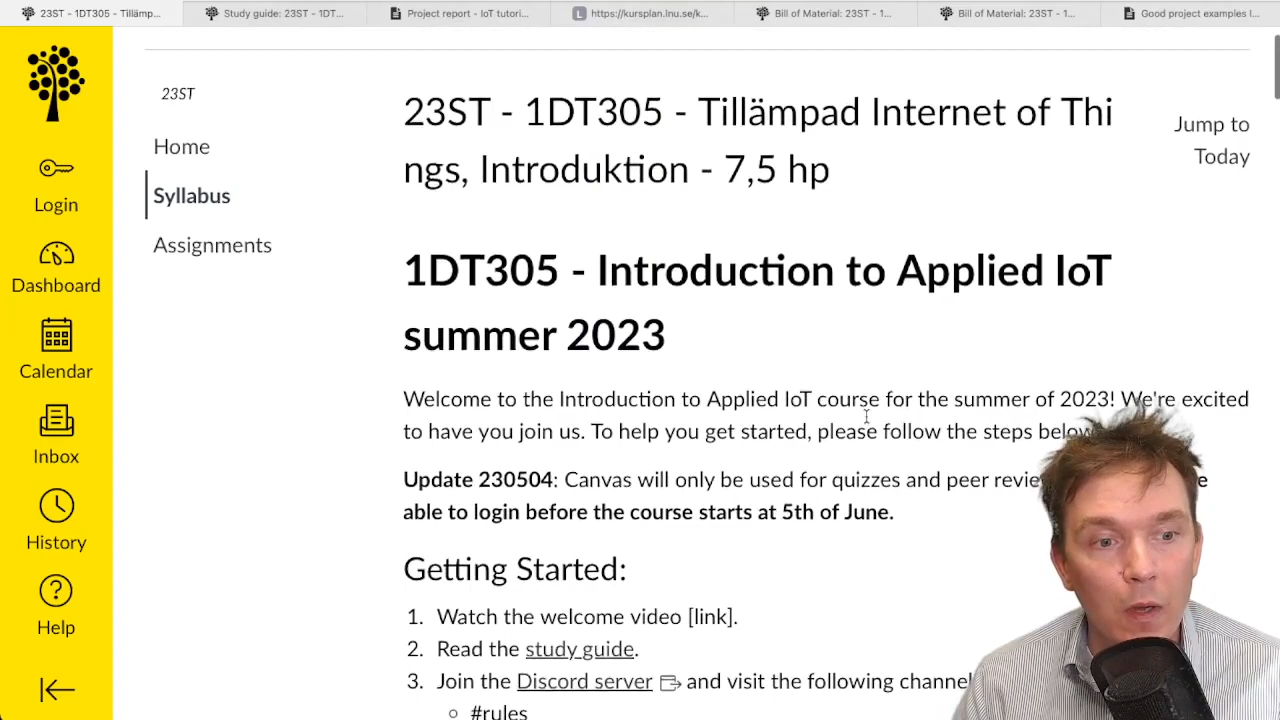 23ST - 1DT305 - Tillämp...
Study guide: 23ST - 1DT...
Project report - IoT tutori...
L
https://kursplan.lnu.se/k...
Bill of Material: 23ST - 1...
Bill of Material: 23ST - 1...
Good project examples I...
Login
Dashboard
Calendar
Inbox
History
Help
23ST
Home
Syllabus
Assignments
23ST - 1DT305 - Tillämpad Internet of Thi
ngs, Introduktion - 7,5 hp
Jump to
Today
1DT305 - Introduction to Applied IoT
summer 2023
Welcome to the Introduction to Applied IoT course for the summer of 2023! We're excited
to have you join us. To help you get started, please follow the steps below
Update 230504: Canvas will only be used for quizzes and peer revie
able to login before the course starts at 5th of June.
Getting Started:
1. Watch the welcome video [link].
2. Read the study guide.
3. Join the Discord server and visit the following channel
#rules